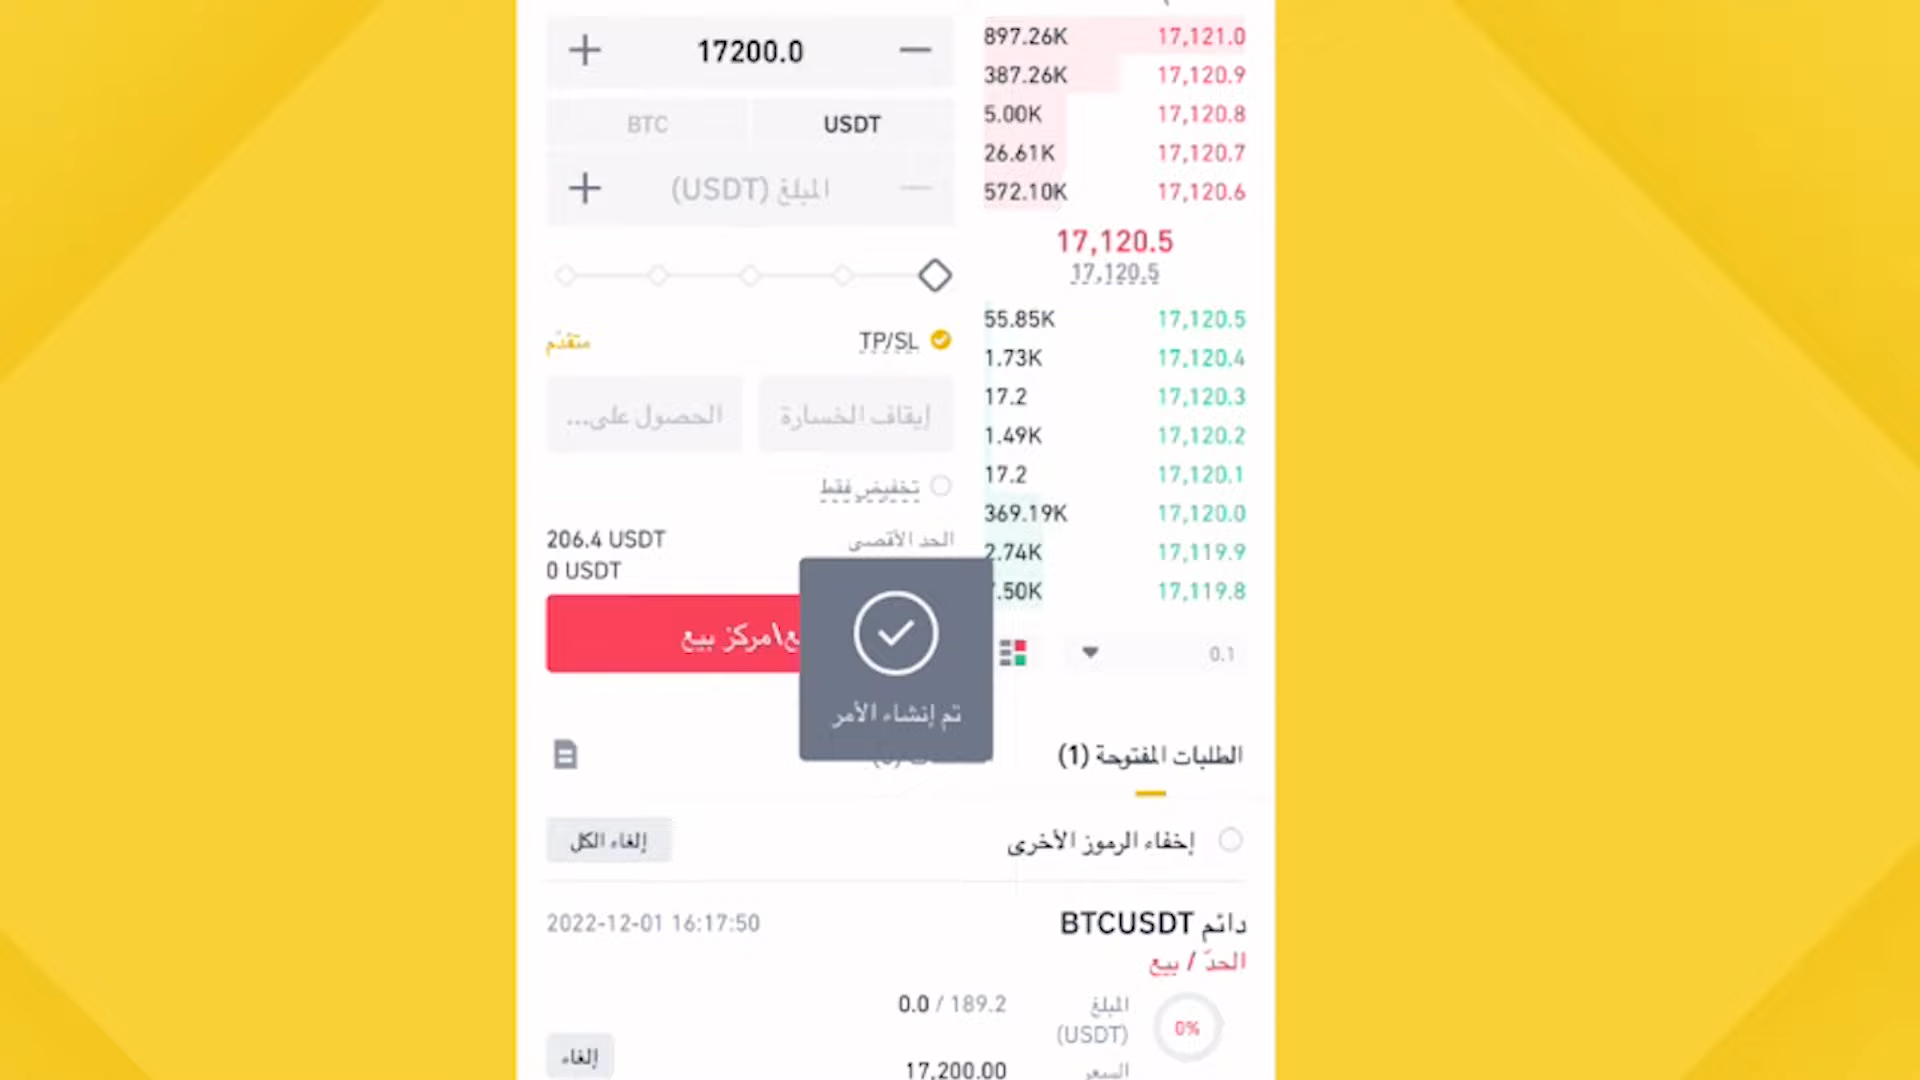 17200.0
BTC
USDT
المبلغ (USDT)
TP/SL
متقدّم
إيقاف الخسارة
الحصول على...
تخفيض فقط
الحد الأقصى
206.4 USDT
0 USDT
مركز بيع
897.26K 17,121.0
387.26K 17,120.9
5.00K 17,120.8
26.61K 17,120.7
572.10K 17,120.6
17,120.5
17,120.5
55.85K 17,120.5
1.73K 17,120.4
17.2 17,120.3
1.49K 17,120.2
17.2 17,120.1
369.19K 17,120.0
2.74K 17,119.9
.50K 17,119.8
0.1
تم إنشاء الأمر
الطلبات المفتوحة (1)
إخفاء الرموز الأخرى
إلغاء الكل
BTCUSDT دائم
2022-12-01 16:17:50
الحدّ / بيع
المبلغ
(USDT)
0.0 / 189.2
0%
السعر
17,200.00
إلغاء